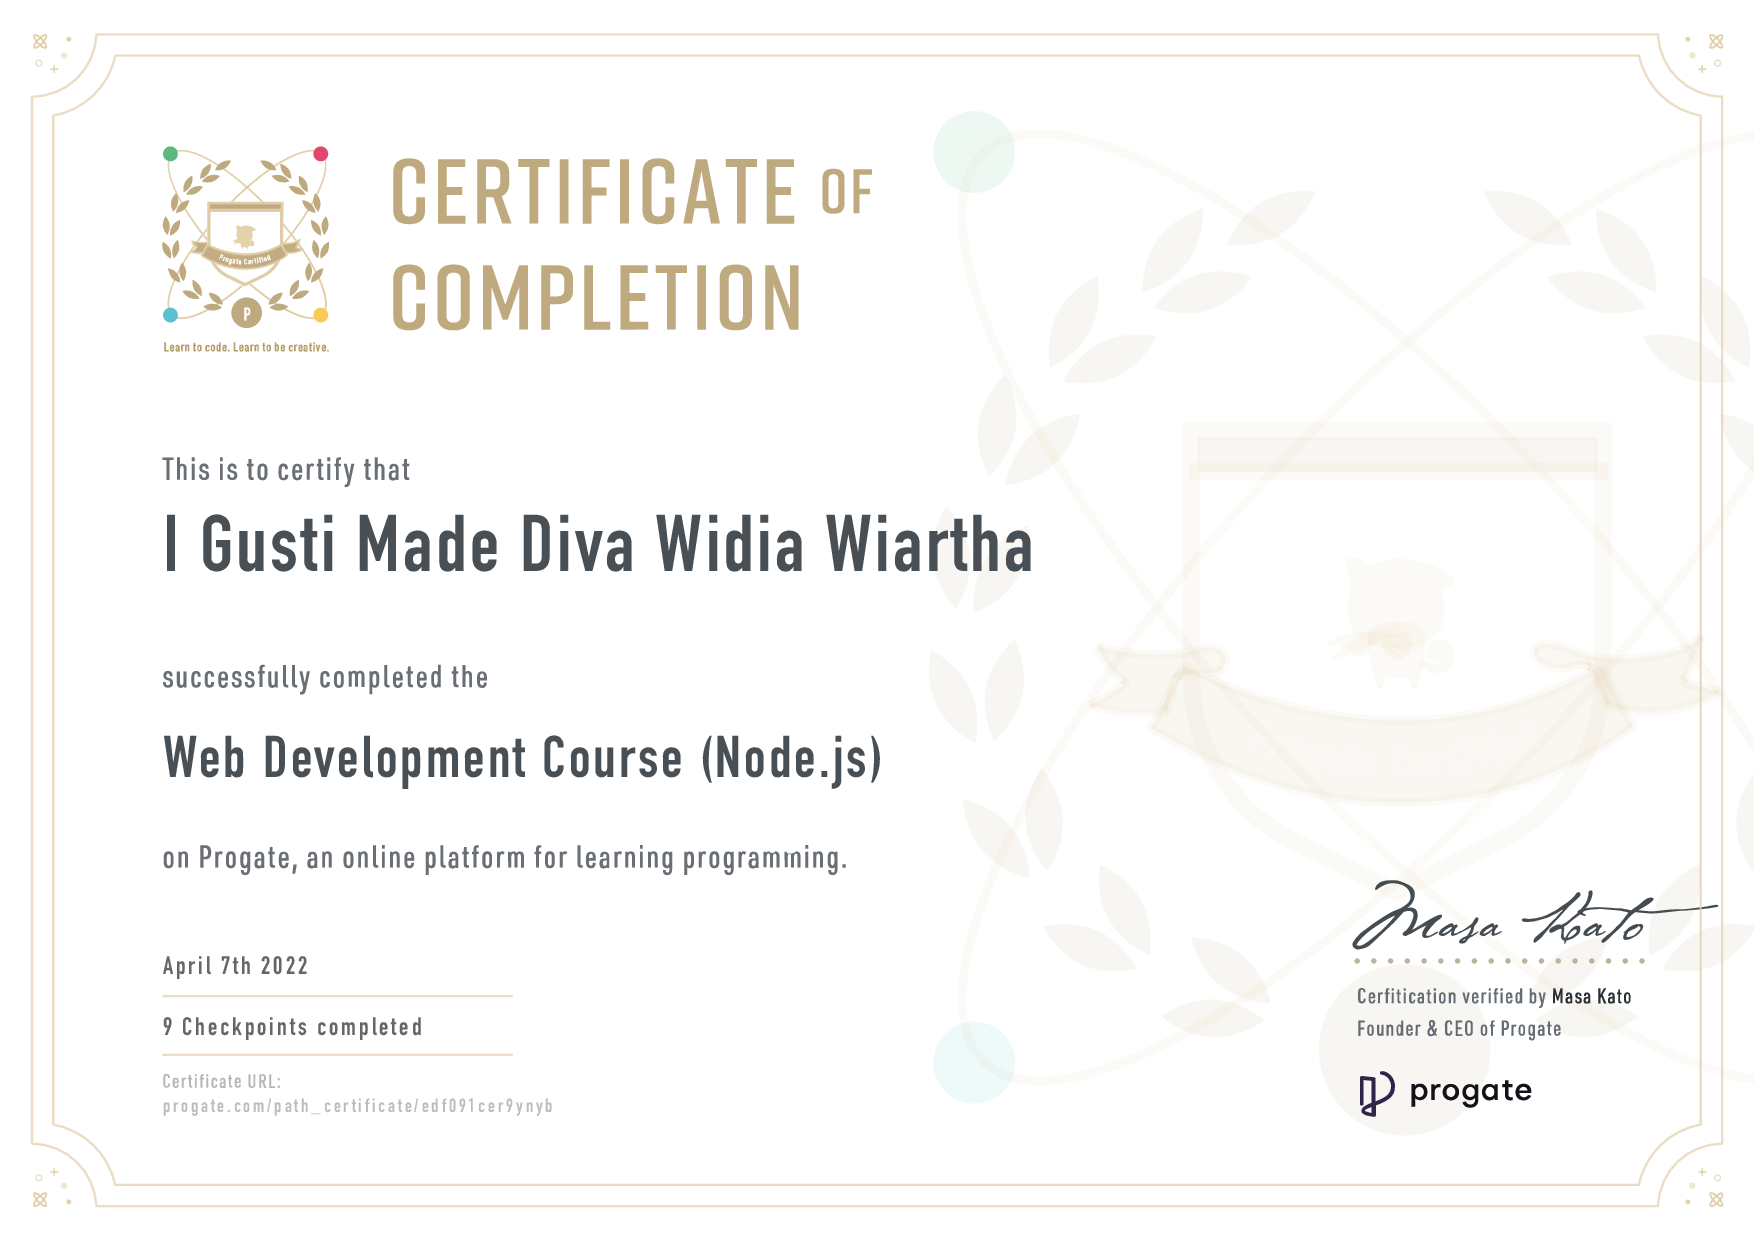 CERTIFICATE OF
COMPLETION
Progate Certified
P
Learn to code. Learn to be creative.
This is to certify that
I Gusti Made Diva Widia Wiartha
successfully completed the
Web Development Course (Node.js)
on Progate, an online platform for learning programming.
April 7th 2022
9 Checkpoints completed
Certificate URL:
progate.com/path_certificate/edf091cer9ynyb
Masa Kato
Cerfitication verified by Masa Kato
Founder & CEO of Progate
progate